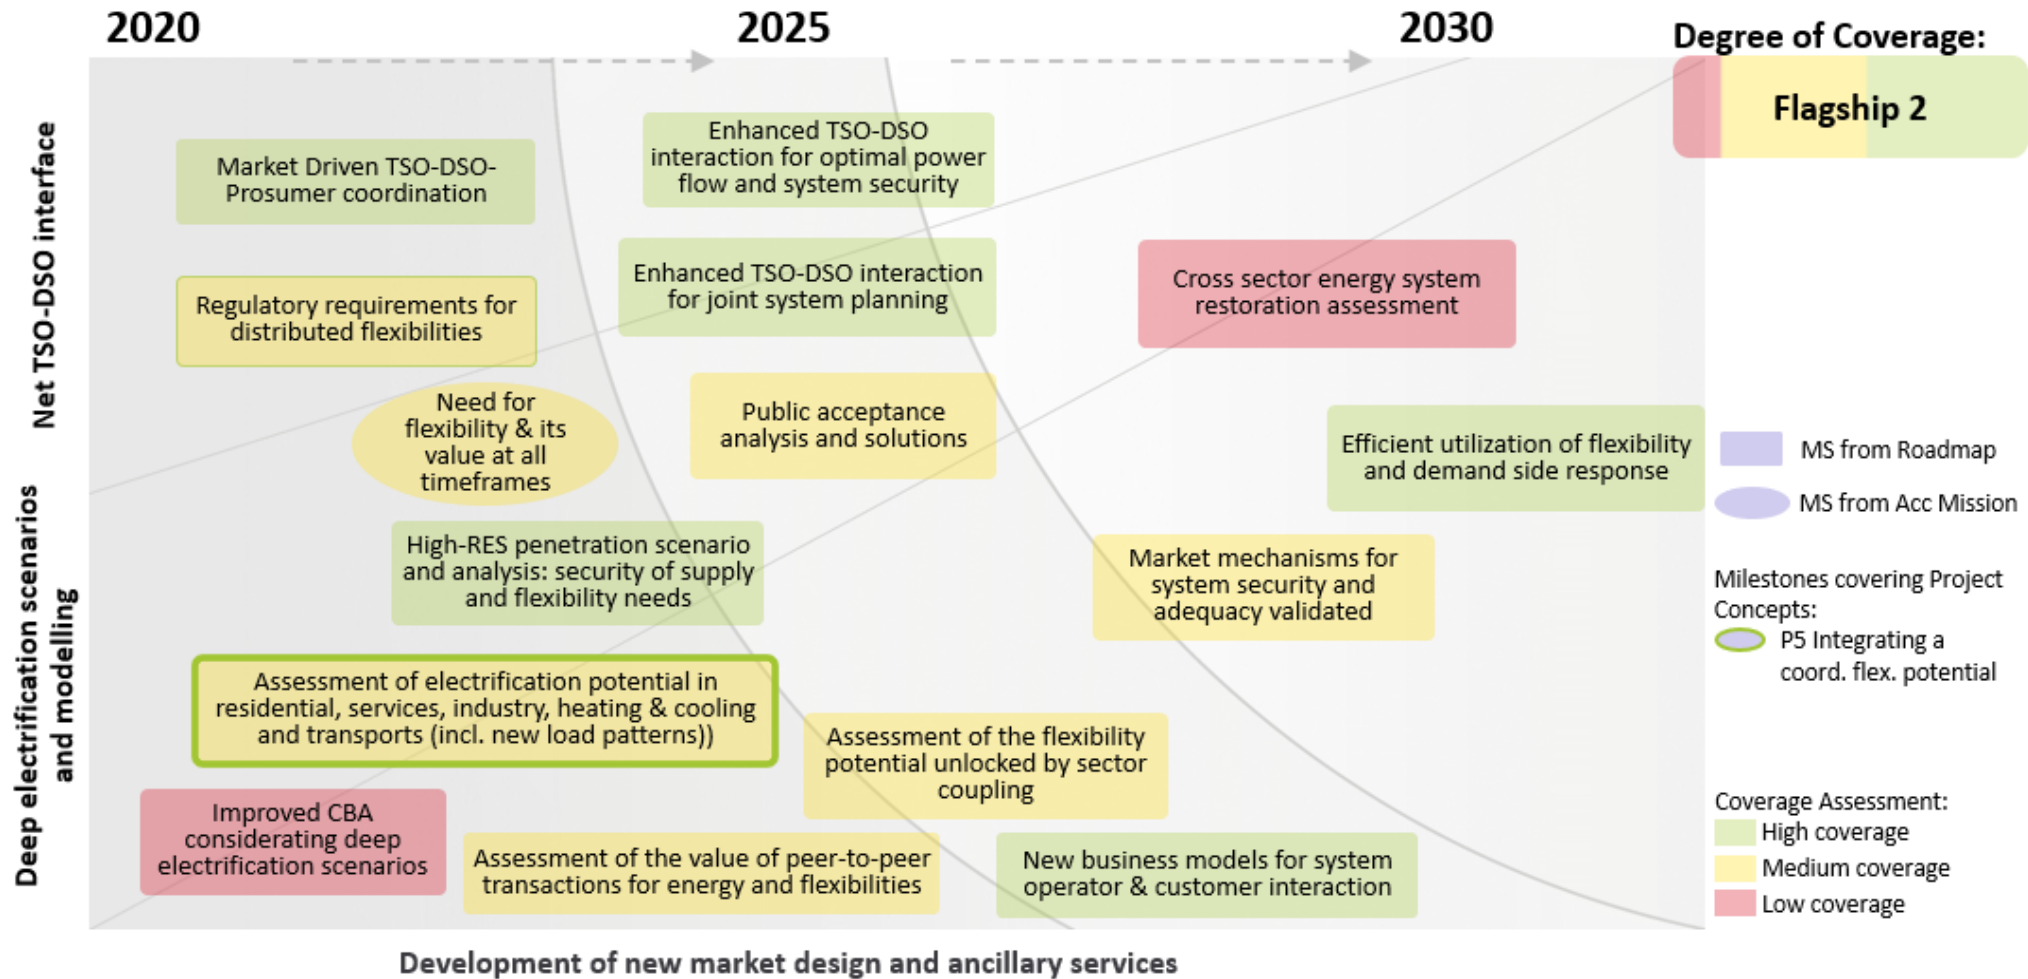 2020
2025
2030
Degree of Coverage:
Flagship 2
Net TSO-DSO interface
Deep electrification scenarios
and modelling
Market Driven TSO-DSO-
Prosumer coordination
Enhanced TSO-DSO
interaction for optimal power
flow and system security
Regulatory requirements for
distributed flexibilities
Enhanced TSO-DSO interaction
for joint system planning
Cross sector energy system
restoration assessment
Need for
flexibility & its
value at all
timeframes
Public acceptance
analysis and solutions
Efficient utilization of flexibility
and demand side response
High-RES penetration scenario
and analysis: security of supply
and flexibility needs
Market mechanisms for
system security and
adequacy validated
Assessment of electrification potential in
residential, services, industry, heating & cooling
and transports (incl. new load patterns))
Assessment of the flexibility
potential unlocked by sector
coupling
Improved CBA
considerating deep
electrification scenarios
Assessment of the value of peer-to-peer
transactions for energy and flexibilities
New business models for system
operator & customer interaction
Development of new market design and ancillary services
MS from Roadmap
MS from Acc Mission
Milestones covering Project
Concepts:
P5 Integrating a
coord. flex. potential
Coverage Assessment:
High coverage
Medium coverage
Low coverage